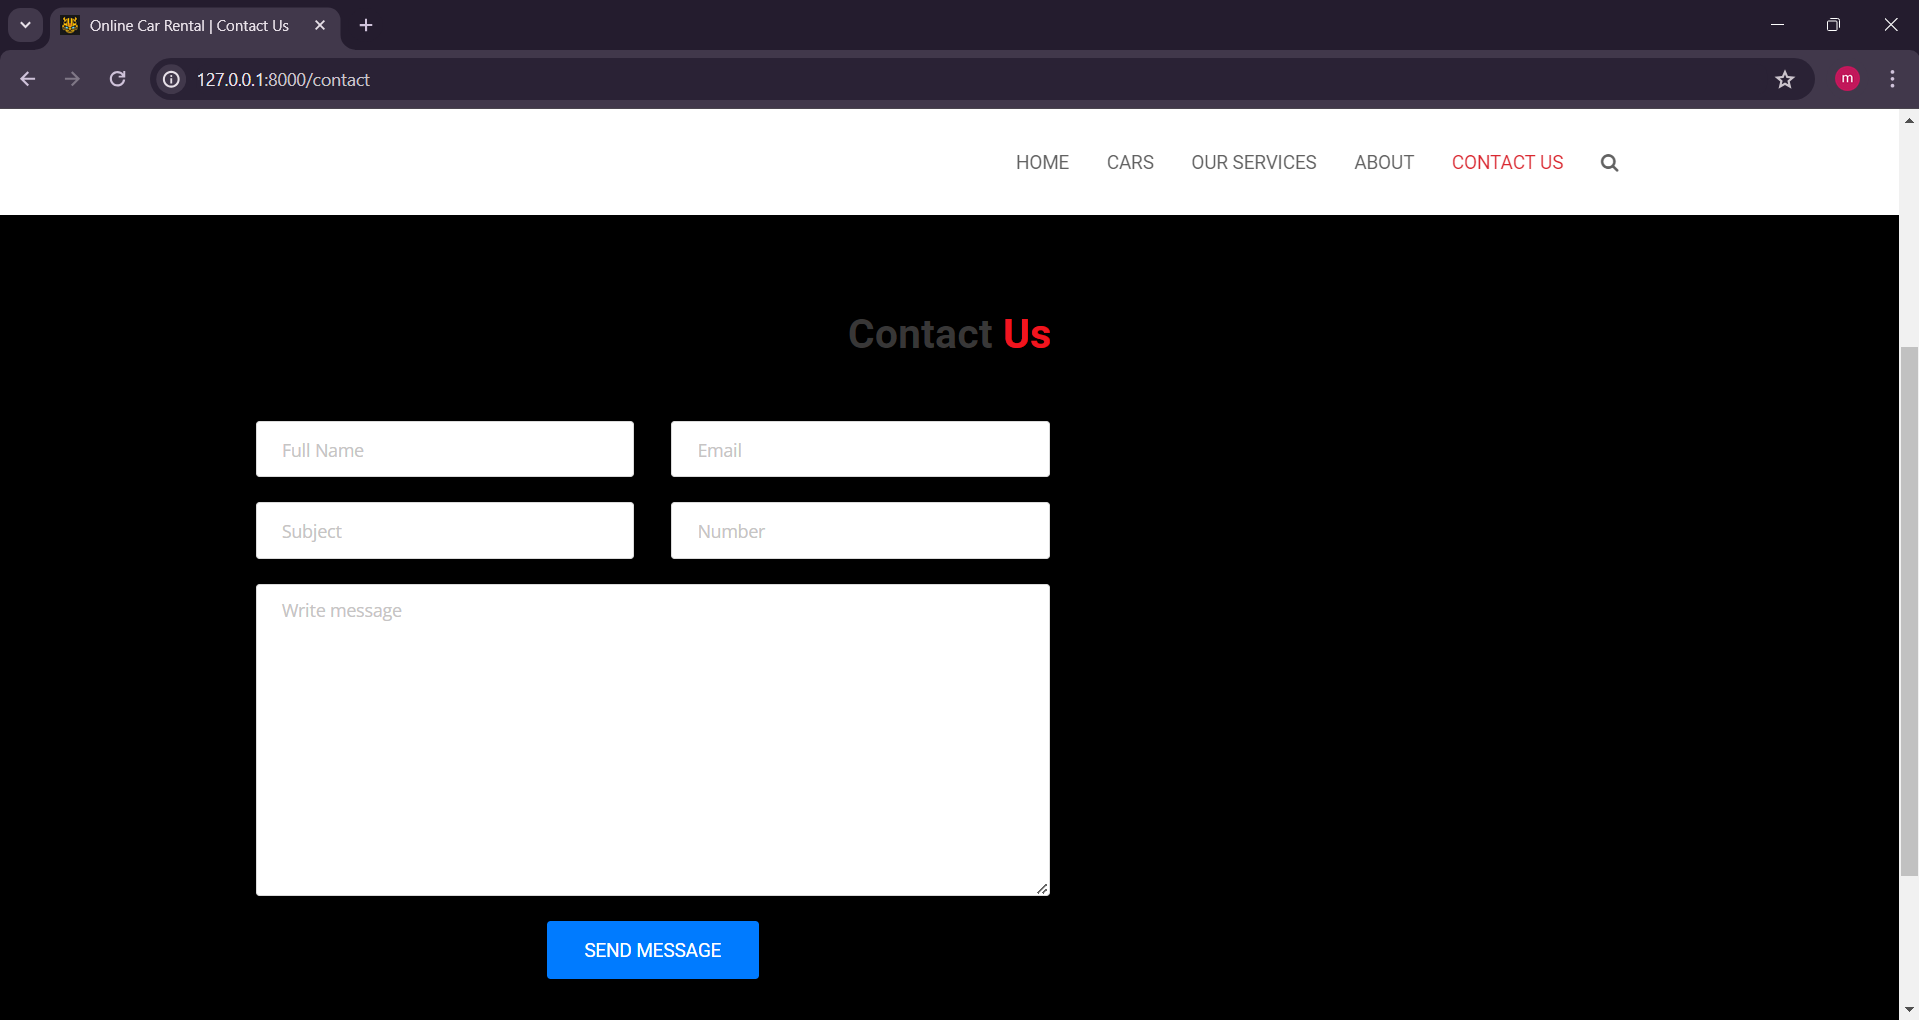 Online Car Rental | Contact Us
127.0.0.1:8000/contact
m
HOME CARS OUR SERVICES ABOUT CONTACT US
Contact Us
Full Name Email
Subject Number
Write message
SEND MESSAGE